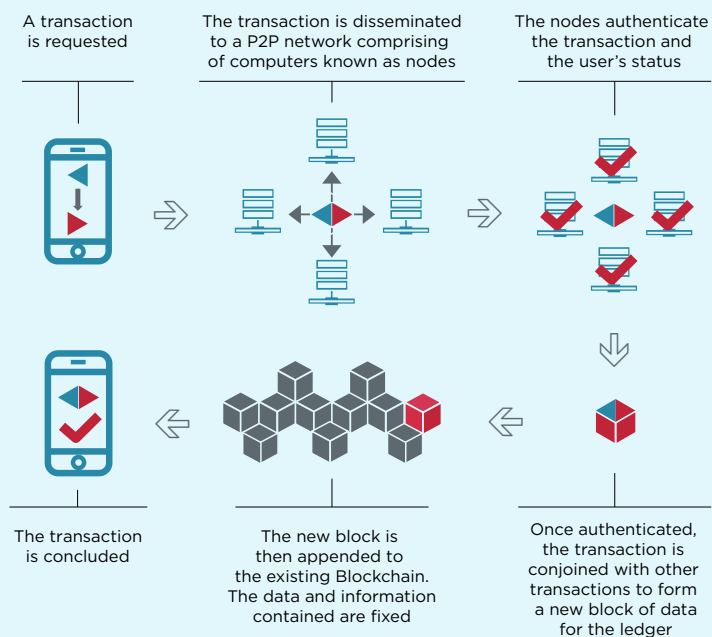 A transaction
is requested
The transaction is disseminated
to a P2P network comprising
of computers known as nodes
The nodes authenticate
the transaction and
the user's status
Once authenticated,
the transaction is
conjoined with other
transactions to form
a new block of data
for the ledger
The new block is
then appended to
the existing Blockchain.
The data and information
contained are fixed
The transaction
is concluded